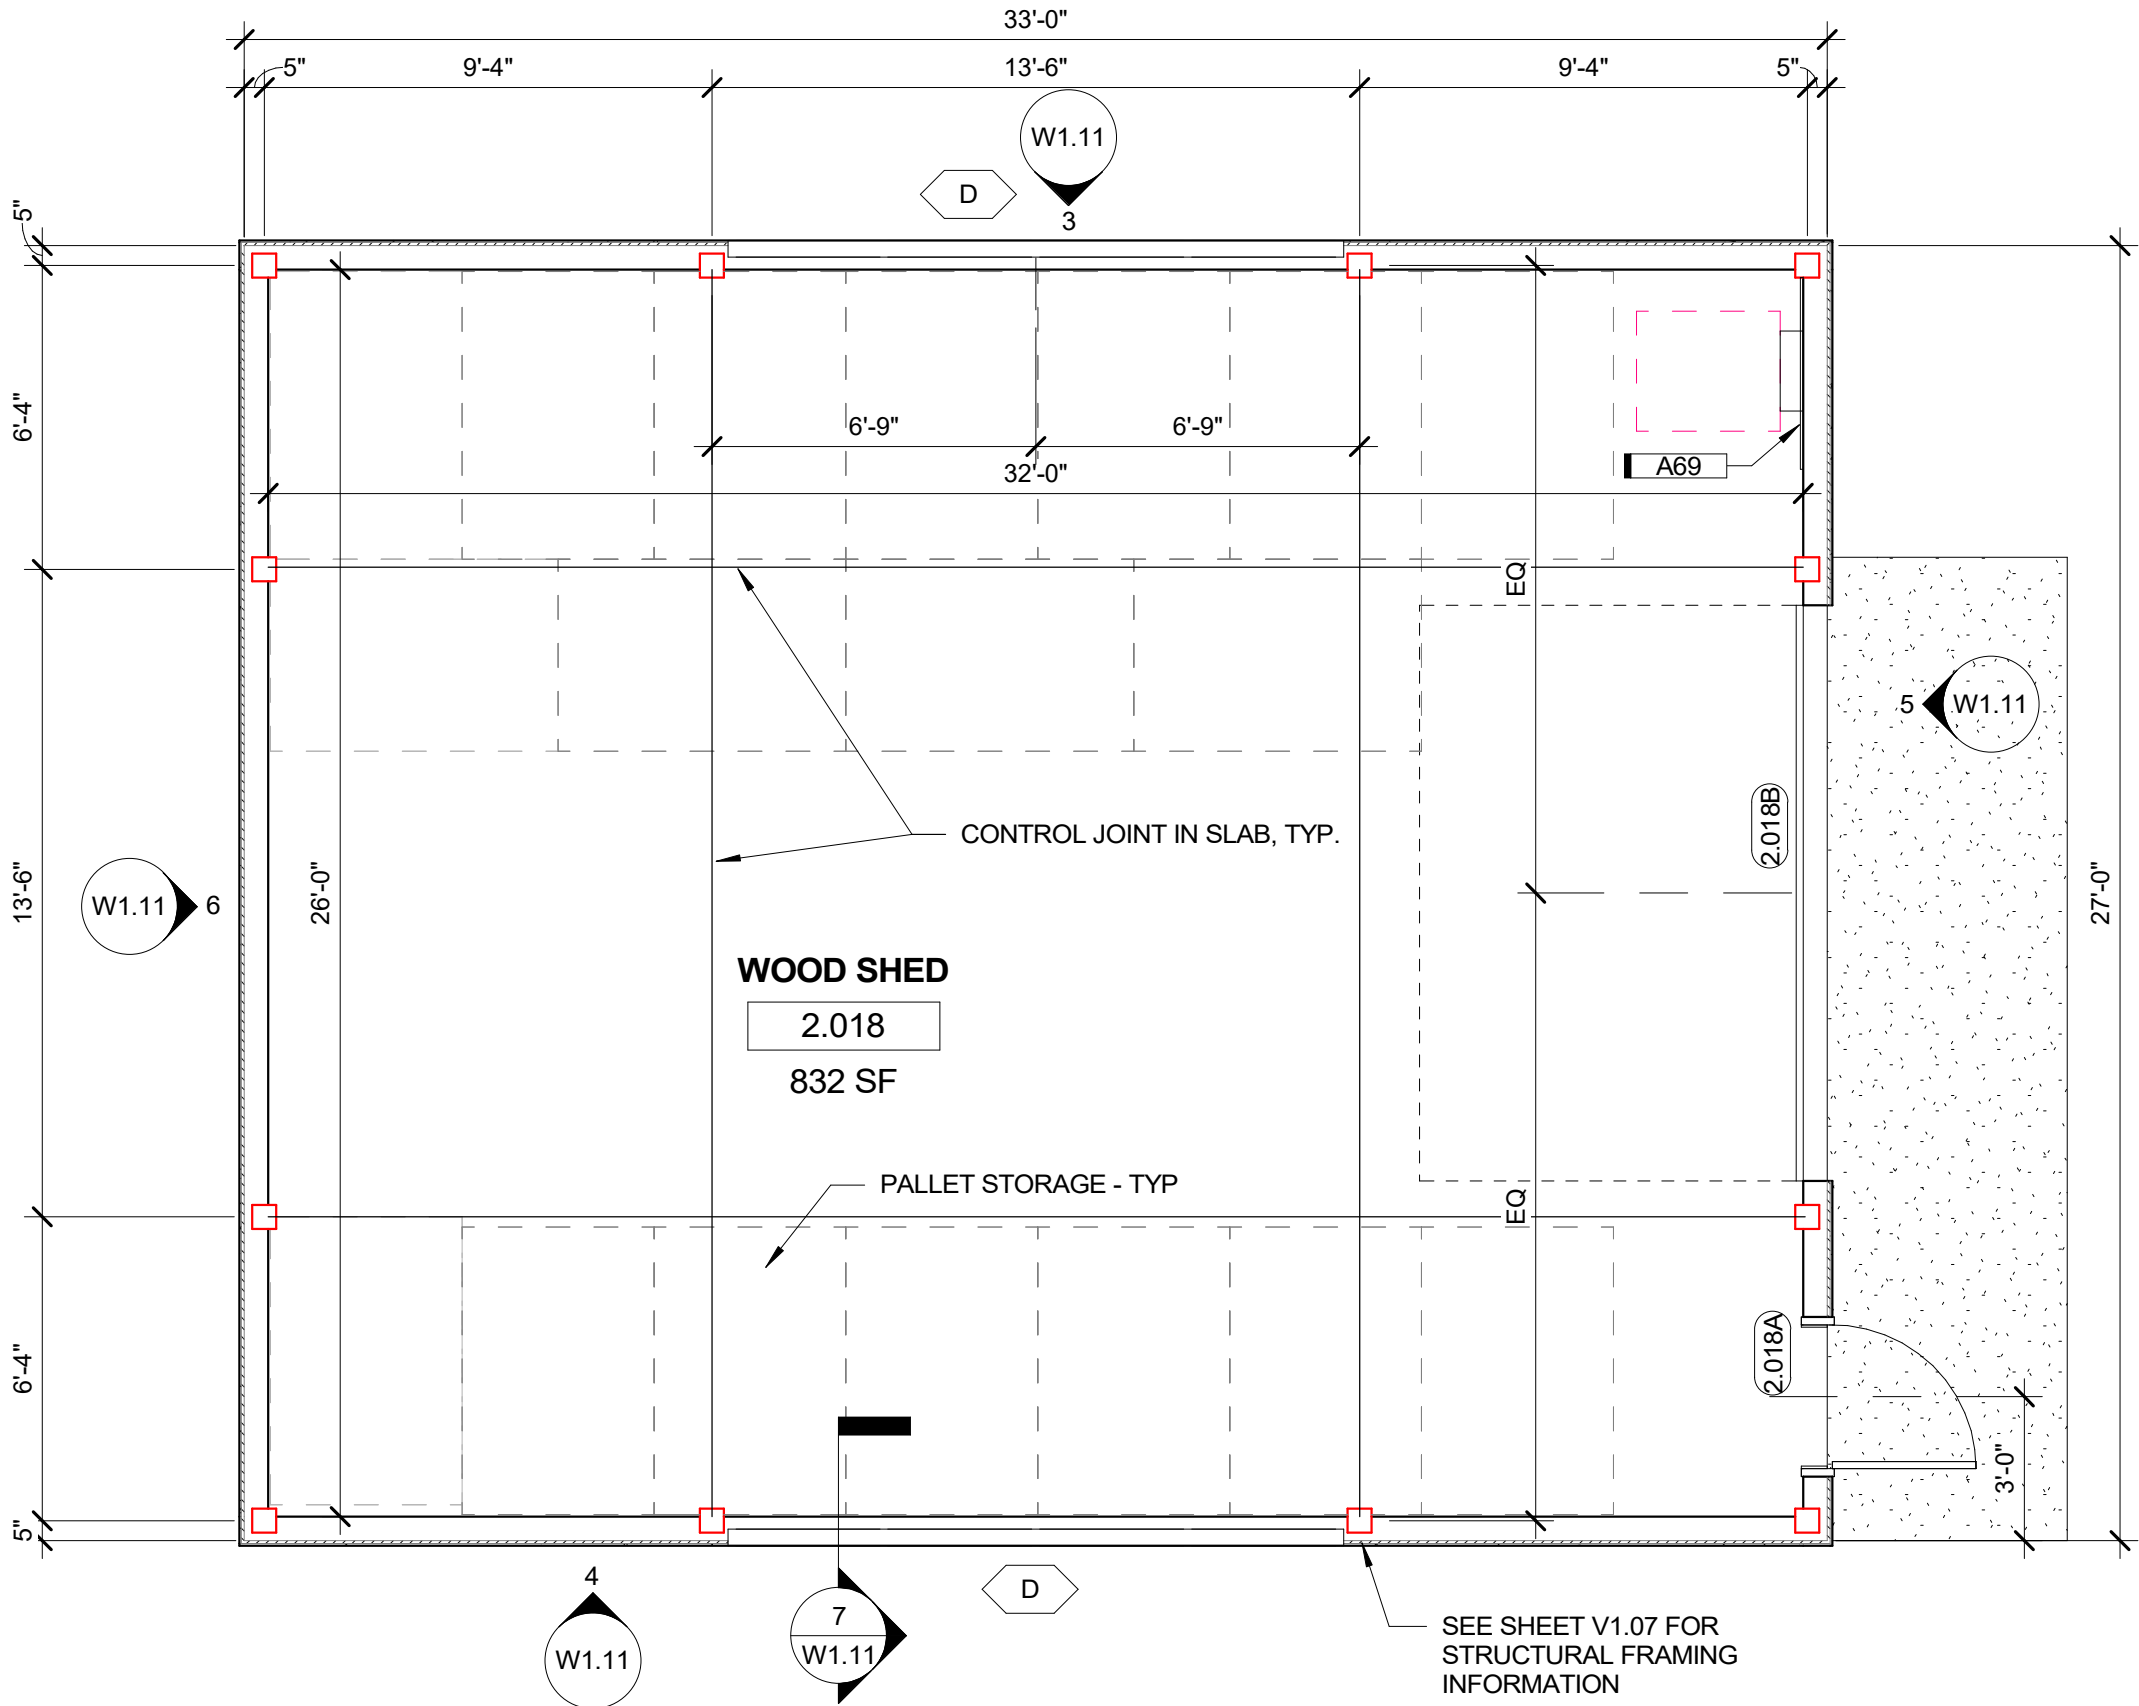 33'-0"
5"
9'-4"
13'-6"
9'-4"
5"
W1.11
3
D
5"
6'-4"
6'-9"
6'-9"
32'-0"
A69
EQ
5
W1.11
2.018B
CONTROL JOINT IN SLAB, TYP.
13'-6"
W1.11
6
26'-0"
27'-0"
WOOD SHED
2.018
832 SF
PALLET STORAGE - TYP
EQ
6'-4"
2.018A
3'-0"
5"
4
W1.11
7
W1.11
D
SEE SHEET V1.07 FOR
STRUCTURAL FRAMING
INFORMATION